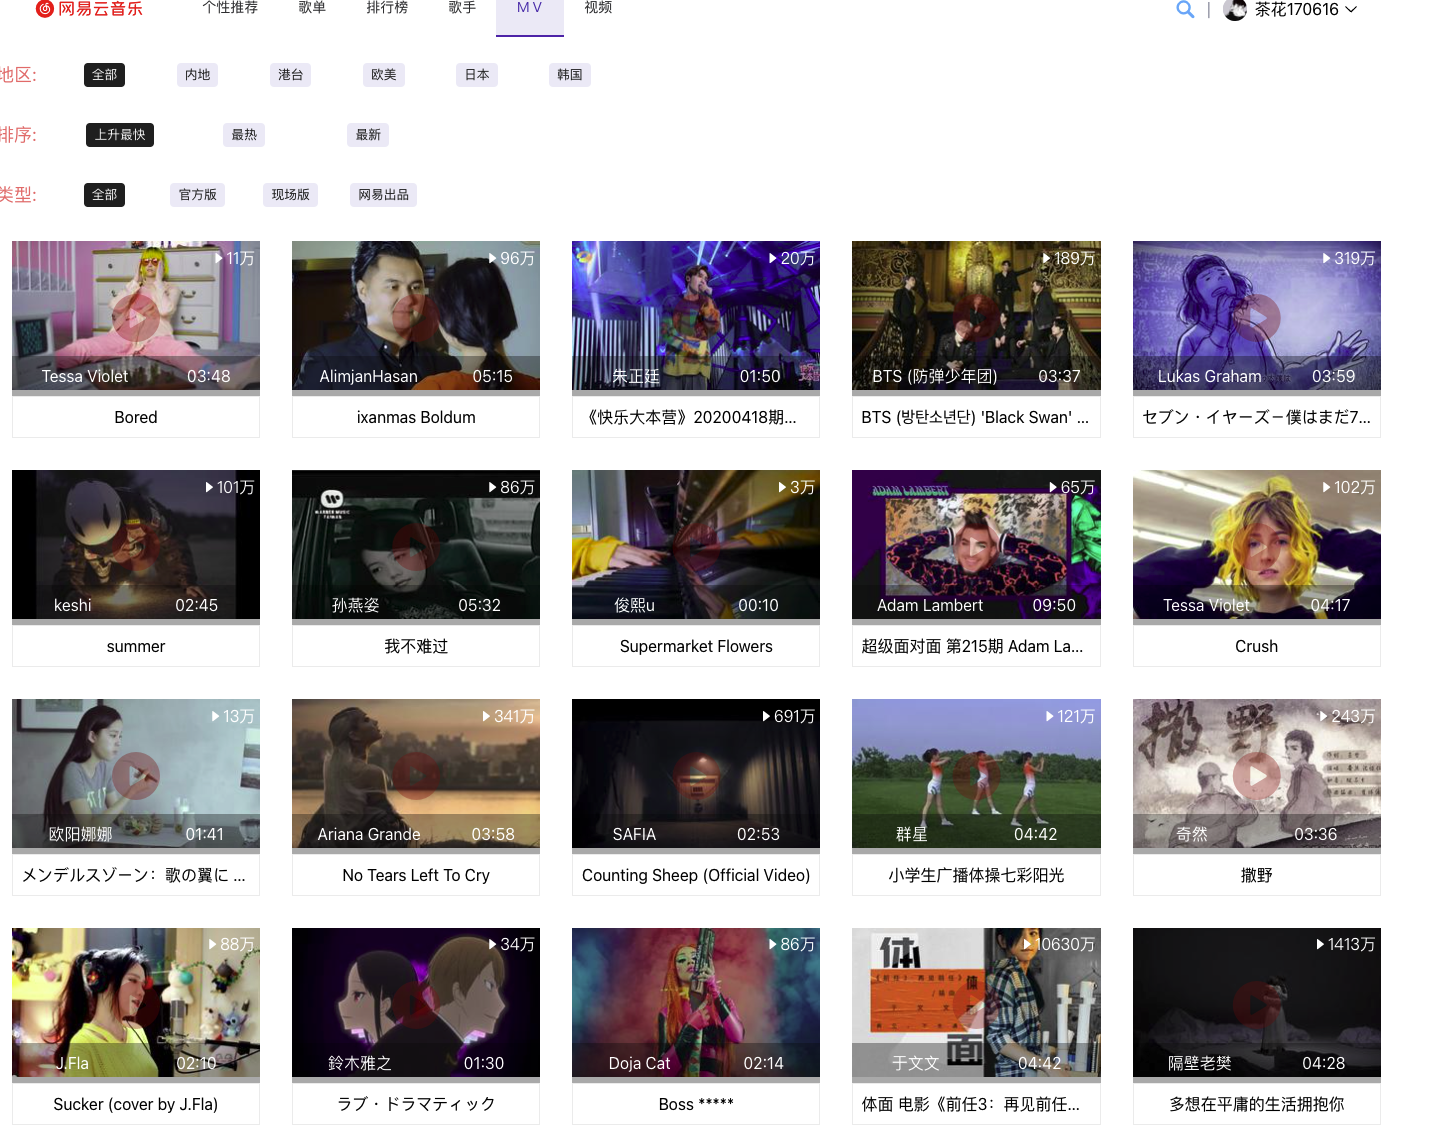 网易云音乐 个性推荐 歌单 排行榜 歌手 MV 视频 | 茶花170616
地区: 全部 内地 港台 欧美 日本 韩国
排序: 上升最快 最热 最新
类型: 全部 官方版 现场版 网易出品
11万 96万 20万 189万 319万
Tessa Violet 03:48 AlimjanHasan 05:15 朱正廷 01:50 BTS (防弹少年团) 03:37 Lukas Graham 03:59
Bored ixanmas Boldum 《快乐大本营》20200418期... BTS (방탄소년단) 'Black Swan' ... セブン・イヤーズ－僕はまだ7...
101万 86万 3万 65万 102万
WARNER MUSIC
TAIWAN
ADAM LAMBERT
keshi 02:45 孙燕姿 05:32 俊熙u 00:10 Adam Lambert 09:50 Tessa Violet 04:17
summer 我不难过 Supermarket Flowers 超级面对面 第215期 Adam La... Crush
13万 341万 691万 121万 243万
撒野
欧阳娜娜 01:41 Ariana Grande 03:58 SAFIA 02:53 群星 04:42 奇然 03:36
メンデルスゾーン：歌の翼に ... No Tears Left To Cry Counting Sheep (Official Video) 小学生广播体操七彩阳光 撒野
88万 34万 86万 10630万 1413万
体
面
J.Fla 02:10 鈴木雅之 01:30 Doja Cat 02:14 于文文 04:42 隔壁老樊 04:28
Sucker (cover by J.Fla) ラブ・ドラマティック Boss ***** 体面 电影《前任3：再见前任... 多想在平庸的生活拥抱你